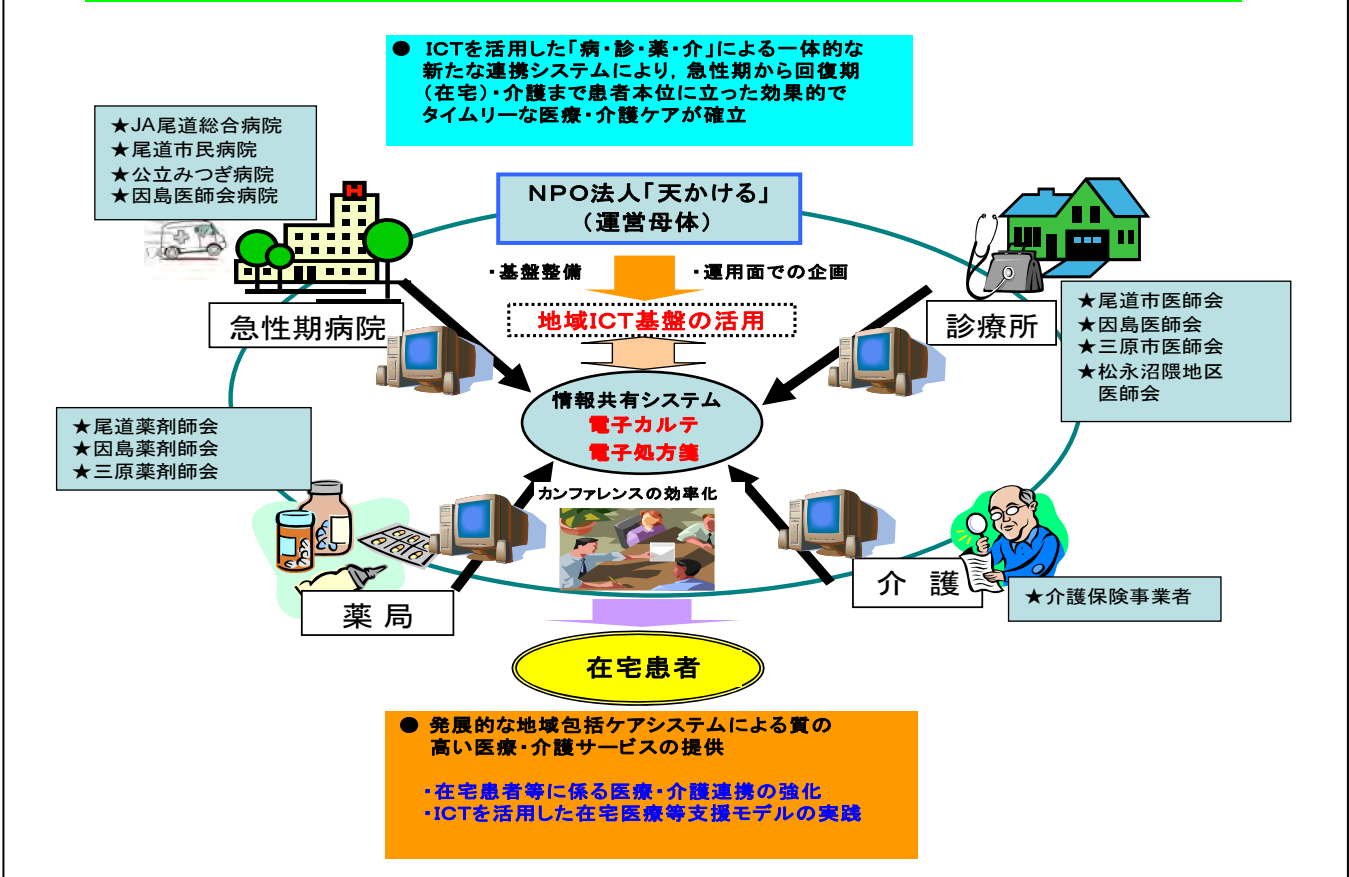 ● ICTを活用した「病・診・薬・介」による一体的な
新たな連携システムにより，急性期から回復期
（在宅）・介護まで患者本位に立った効果的で
タイムリーな医療・介護ケアが確立
★JA尾道総合病院
★尾道市民病院
★公立みつぎ病院
★因島医師会病院
H
NPO法人「天かける」
（運営母体）
・基盤整備
・運用面での企画
地域ICT基盤の活用
急性期病院
診療所
★尾道市医師会
★因島医師会
★三原市医師会
★松永沼隈地区
医師会
情報共有システム
電子カルテ
電子処方箋
★尾道薬剤師会
★因島薬剤師会
★三原薬剤師会
カンファレンスの効率化
薬局
介 護
★介護保険事業者
在宅患者
● 発展的な地域包括ケアシステムによる質の
高い医療・介護サービスの提供
・在宅患者等に係る医療・介護連携の強化
・ICTを活用した在宅医療等支援モデルの実践